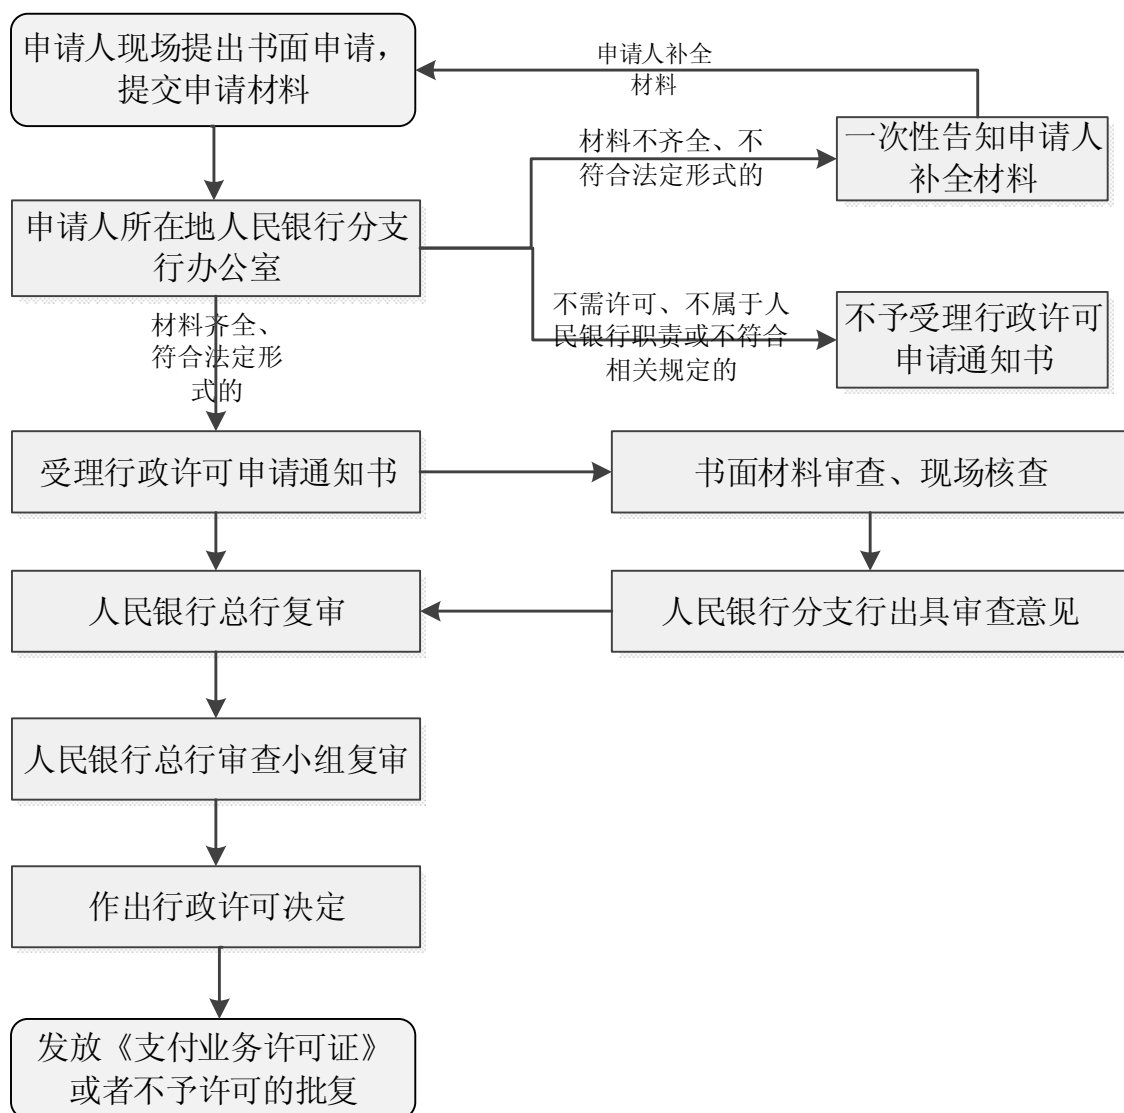 申请人现场提出书面申请，
提交申请材料
申请人补全
材料
材料不齐全、不
符合法定形式的
一次性告知申请人
补全材料
申请人所在地人民银行分支
行办公室
不需许可、不属于人
民银行职责或不符合
相关规定的
不予受理行政许可
申请通知书
材料齐全、
符合法定形
式的
受理行政许可申请通知书
书面材料审查、现场核查
人民银行总行复审
人民银行分支行出具审查意见
人民银行总行审查小组复审
作出行政许可决定
发放《支付业务许可证》
或者不予许可的批复